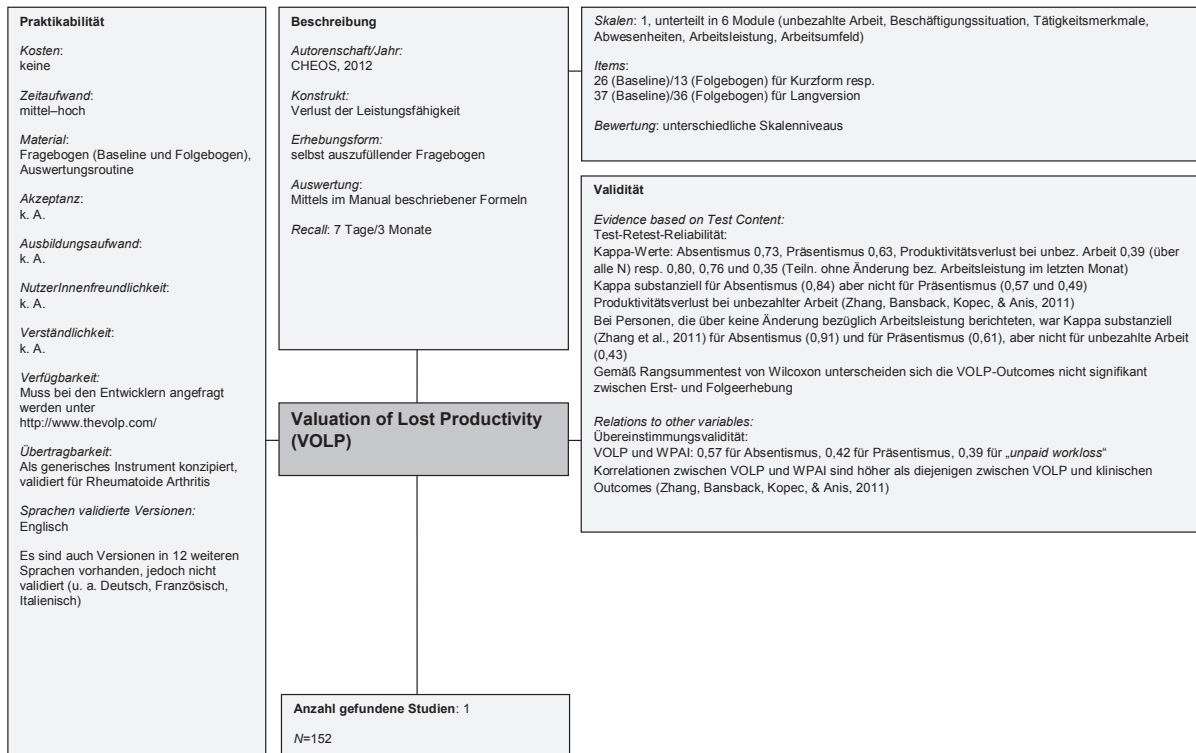 Praktikabilität
Kosten:
keine
Zeitaufwand:
mittel–hoch
Material:
Fragebogen (Baseline und Folgebogen),
Auswertungsroutine
Akzeptanz:
k. A.
Ausbildungsaufwand:
k. A.
NutzerInnenfreundlichkeit:
k. A.
Verständlichkeit:
k. A.
Verfügbarkeit:
Muss bei den Entwicklern angefragt
werden unter
http://www.thevolp.com/
Übertragbarkeit:
Als generisches Instrument konzipiert,
validiert für Rheumatoide Arthritis
Sprachen validierte Versionen:
Englisch
Es sind auch Versionen in 12 weiteren
Sprachen vorhanden, jedoch nicht
validiert (u. a. Deutsch, Französisch,
Italienisch)
Beschreibung
Autorenschaft/Jahr:
CHEOS, 2012
Konstrukt:
Verlust der Leistungsfähigkeit
Erhebungsform:
selbst auszufüllender Fragebogen
Auswertung:
Mittels im Manual beschriebener Formeln
Recall: 7 Tage/3 Monate
Valuation of Lost Productivity
(VOLP)
Anzahl gefundene Studien: 1
N=152
Skalen: 1, unterteilt in 6 Module (unbezahlte Arbeit, Beschäftigungssituation, Tätigkeitsmerkmale,
Abwesenheiten, Arbeitsleistung, Arbeitsumfeld)
Items:
26 (Baseline)/13 (Folgebogen) für Kurzform resp.
37 (Baseline)/36 (Folgebogen) für Langversion
Bewertung: unterschiedliche Skalenniveaus
Validität
Evidence based on Test Content:
Test-Retest-Reliabilität:
Kappa-Werte: Absentismus 0,73, Präsentismus 0,63, Produktivitätsverlust bei unbez. Arbeit 0,39 (über
alle N) resp. 0,80, 0,76 und 0,35 (Teiln. ohne Änderung bez. Arbeitsleistung im letzten Monat)
Kappa substanziell für Absentismus (0,84) aber nicht für Präsentismus (0,57 und 0,49)
Produktivitätsverlust bei unbezahlter Arbeit (Zhang, Bansback, Kopec, & Anis, 2011)
Bei Personen, die über keine Änderung bezüglich Arbeitsleistung berichteten, war Kappa substanziell
(Zhang et al., 2011) für Absentismus (0,91) und für Präsentismus (0,61), aber nicht für unbezahlte Arbeit
(0,43)
Gemäß Rangsummentest von Wilcoxon unterscheiden sich die VOLP-Outcomes nicht signifikant
zwischen Erst- und Folgeerhebung
Relations to other variables:
Übereinstimmungsvalidität:
VOLP und WPAI: 0,57 für Absentismus, 0,42 für Präsentismus, 0,39 für „unpaid workloss“
Korrelationen zwischen VOLP und WPAI sind höher als diejenigen zwischen VOLP und klinischen
Outcomes (Zhang, Bansback, Kopec, & Anis, 2011)